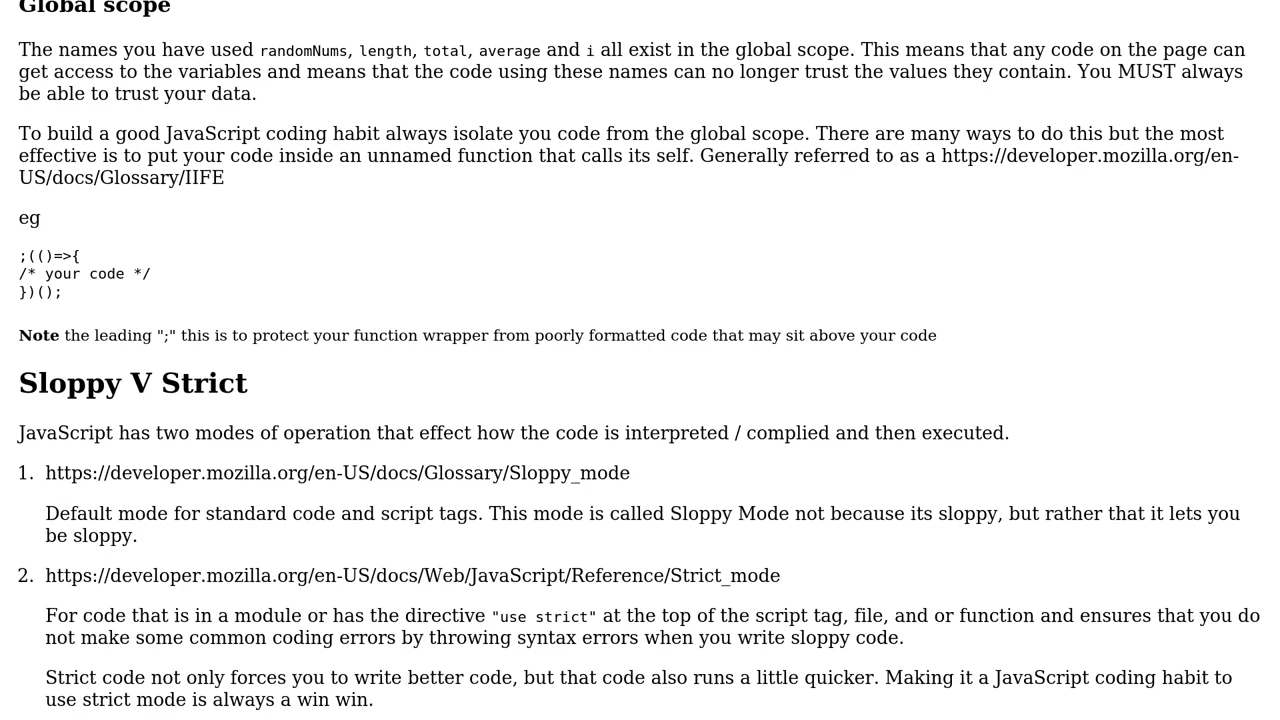 Global scope
The names you have used randomNums, length, total, average and i all exist in the global scope. This means that any code on the page can
get access to the variables and means that the code using these names can no longer trust the values they contain. You MUST always
be able to trust your data.
To build a good JavaScript coding habit always isolate you code from the global scope. There are many ways to do this but the most
effective is to put your code inside an unnamed function that calls its self. Generally referred to as a https://developer.mozilla.org/en-
US/docs/Glossary/IIFE
eg
;(()=>{
/* your code */
})();
Note the leading ";" this is to protect your function wrapper from poorly formatted code that may sit above your code
Sloppy V Strict
JavaScript has two modes of operation that effect how the code is interpreted / complied and then executed.
1. https://developer.mozilla.org/en-US/docs/Glossary/Sloppy_mode
Default mode for standard code and script tags. This mode is called Sloppy Mode not because its sloppy, but rather that it lets you
be sloppy.
2. https://developer.mozilla.org/en-US/docs/Web/JavaScript/Reference/Strict_mode
For code that is in a module or has the directive "use strict" at the top of the script tag, file, and or function and ensures that you do
not make some common coding errors by throwing syntax errors when you write sloppy code.
Strict code not only forces you to write better code, but that code also runs a little quicker. Making it a JavaScript coding habit to
use strict mode is always a win win.